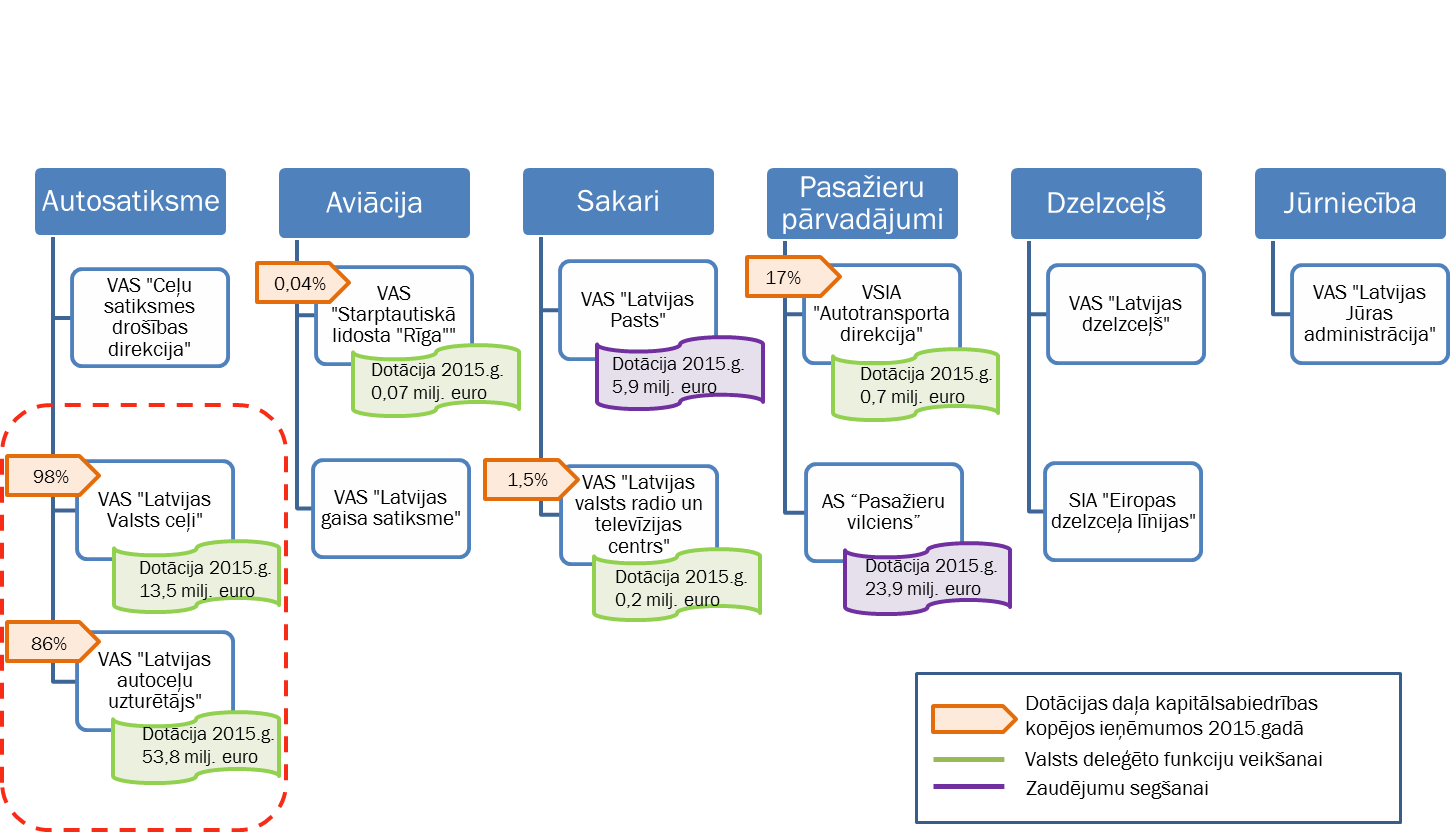 Autosatiksme
VAS "Ceļu
satiksmes
drošības
direkcija"
98%
VAS "Latvijas
Valsts ceļi"
Dotācija 2015.g.
13,5 milj. euro
86%
VAS "Latvijas
autoceļu
uzturētājs"
Dotācija 2015.g.
53,8 milj. euro
Aviācija
0,04%
VAS
"Starptautiskā
lidosta "Rīga""
Dotācija 2015.g.
0,07 milj. euro
VAS "Latvijas
gaisa satiksme"
Sakari
VAS "Latvijas
Pasts"
Dotācija 2015.g.
5,9 milj. euro
1,5%
VAS "Latvijas
valsts radio un
televīzijas
centrs"
Dotācija 2015.g.
0,2 milj. euro
Pasažieru
pārvadājumi
17%
VSIA
"Autotransporta
direkcija"
Dotācija 2015.g.
0,7 milj. euro
AS “Pasažieru
vilciens”
Dotācija 2015.g.
23,9 milj. euro
Dzelzceļš
VAS "Latvijas
dzelzceļš"
SIA "Eiropas
dzelzceļa līnijas"
Jūrniecība
VAS "Latvijas
Jūras
administrācija"
Dotācijas daļa kapitālsabiedrības
kopējos ieņēmumos 2015.gadā
Valsts deleģēto funkciju veikšanai
Zaudējumu segšanai